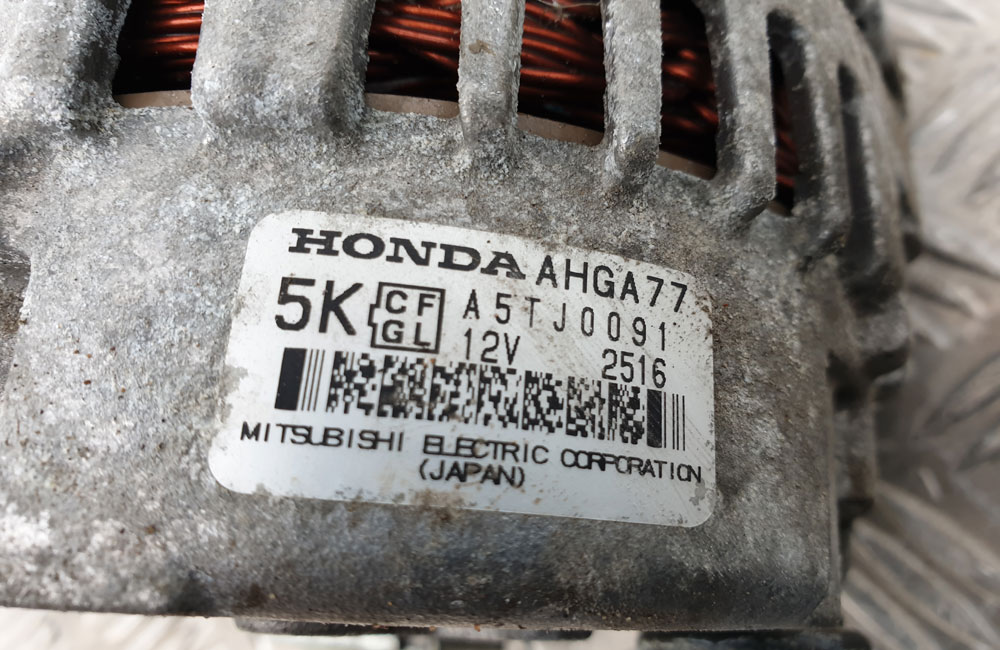 HONDA AHGA77
5K CF GL A5TJ0091
12V 2516
MITSUBISHI ELECTRIC CORPORATION
(JAPAN)